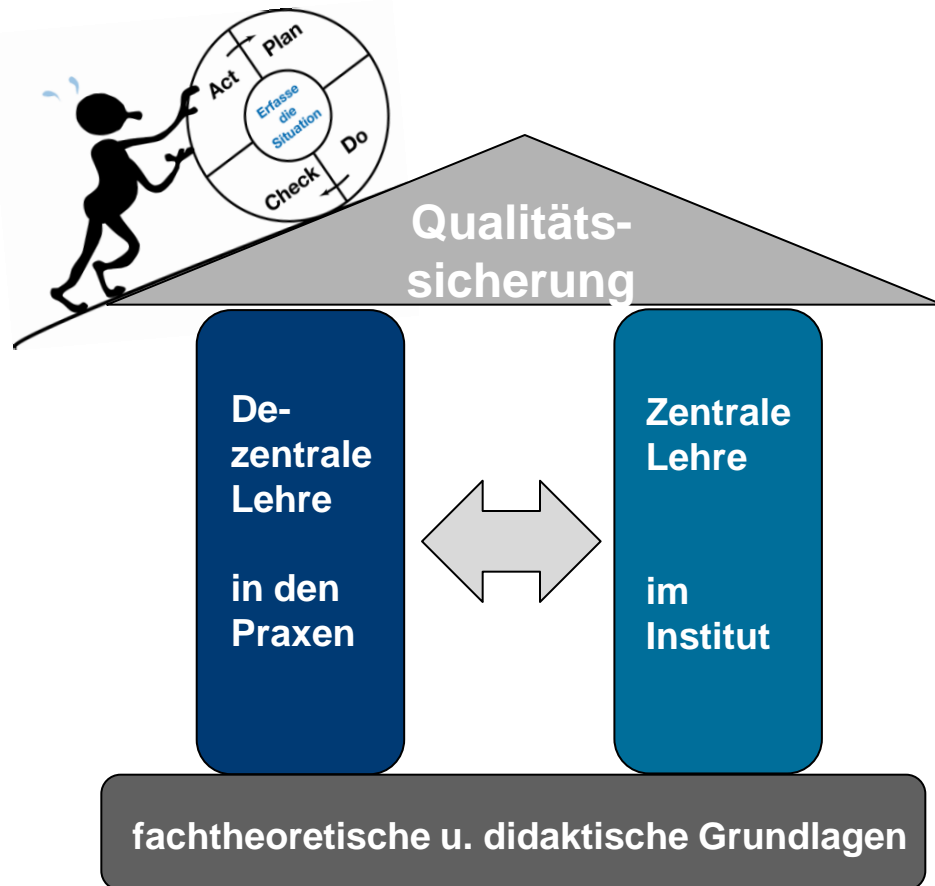 Plan
Act
Erfasse
die
Situation
Do
Check
Qualitäts-
sicherung
De-
zentrale
Lehre
in den
Praxen
Zentrale
Lehre
im
Institut
fachtheoretische u. didaktische Grundlagen